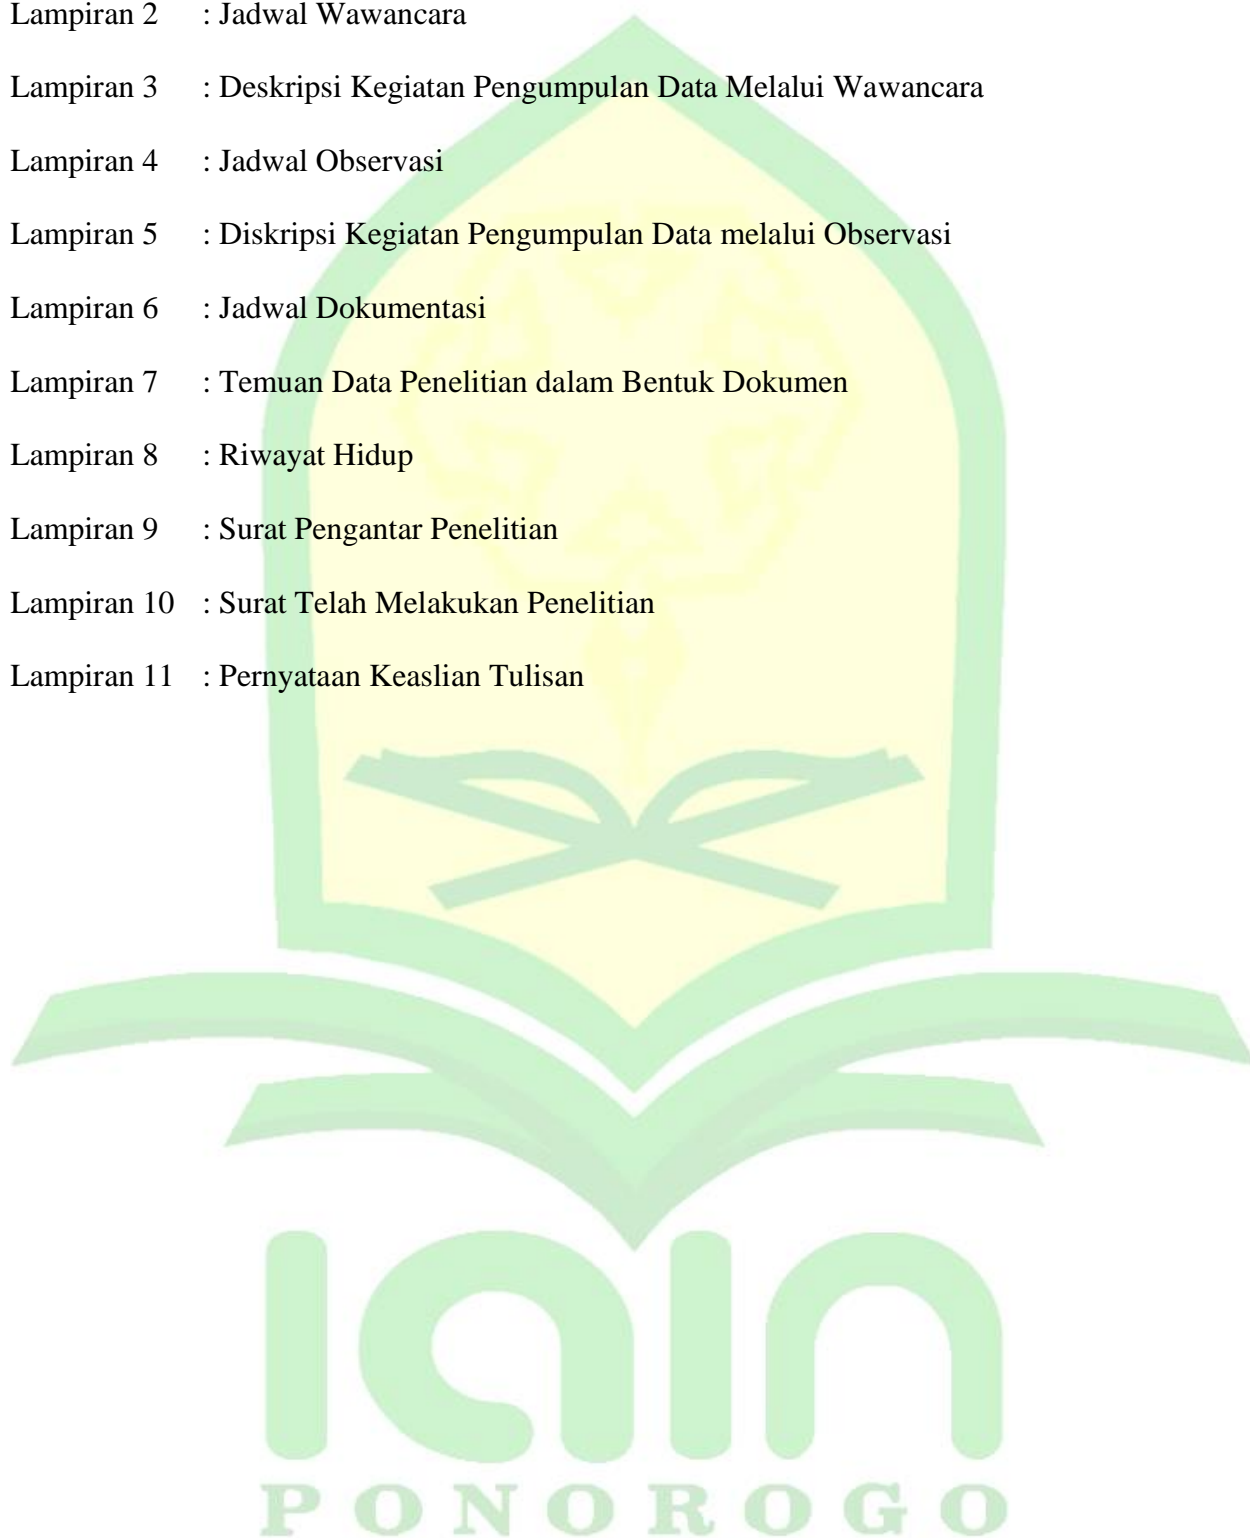 Lampiran 2 : Jadwal Wawancara
Lampiran 3 : Deskripsi Kegiatan Pengumpulan Data Melalui Wawancara
Lampiran 4 : Jadwal Observasi
Lampiran 5 : Diskripsi Kegiatan Pengumpulan Data melalui Observasi
Lampiran 6 : Jadwal Dokumentasi
Lampiran 7 : Temuan Data Penelitian dalam Bentuk Dokumen
Lampiran 8 : Riwayat Hidup
Lampiran 9 : Surat Pengantar Penelitian
Lampiran 10 : Surat Telah Melakukan Penelitian
Lampiran 11 : Pernyataan Keaslian Tulisan
iain
PONOROGO